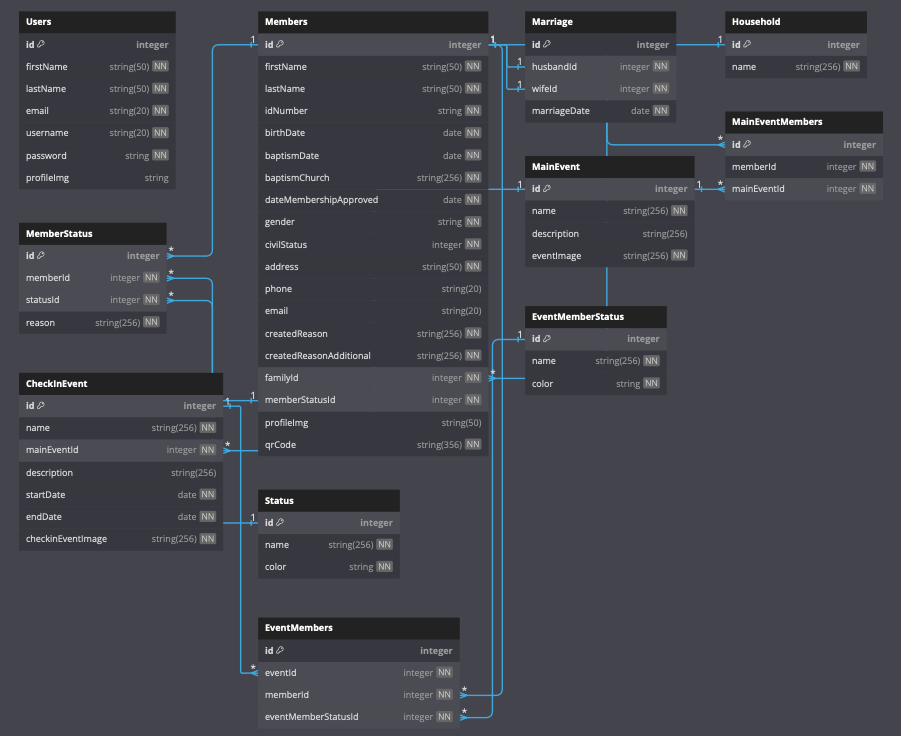 Users
id integer
firstName string(50) NN
lastName string(50) NN
email string(20) NN
username string(20) NN
password string NN
profileImg string
MemberStatus
id integer *
memberId integer NN *
statusId integer NN *
reason string(256) NN
CheckInEvent
id integer 1
name string(256) NN
mainEventId integer NN *
description string(256)
startDate date NN
endDate date NN
checkinEventImage string(256) NN
Members
1 id integer 1
firstName string(50) NN
lastName string(50) NN
idNumber string
birthDate date NN
baptismDate date NN
baptismChurch string(256) NN
dateMembershipApproved date NN
gender string NN
civilStatus integer NN
address string(50) NN
phone string(20)
email string(20)
createdReason string(256) NN
createdReasonAdditional string(256) NN
familyId integer NN *
1 memberStatusId integer NN
profileImg string(50)
qrCode string(356) NN
Status
1 id integer
name string(256) NN
color string NN
EventMembers
id integer
* eventId integer NN
memberId integer NN *
eventMemberStatusId integer NN *
Marriage
id integer
1 husbandId integer NN
1 wifeId integer NN
marriageDate date NN
MainEvent
1 id integer 1
name string(256) NN
description string(256)
eventImage string(256) NN
EventMemberStatus
1 id integer
name string(256) NN
color string NN
Household
1 id integer
name string(256) NN
MainEventMembers
* id integer
memberId integer NN
* mainEventId integer NN